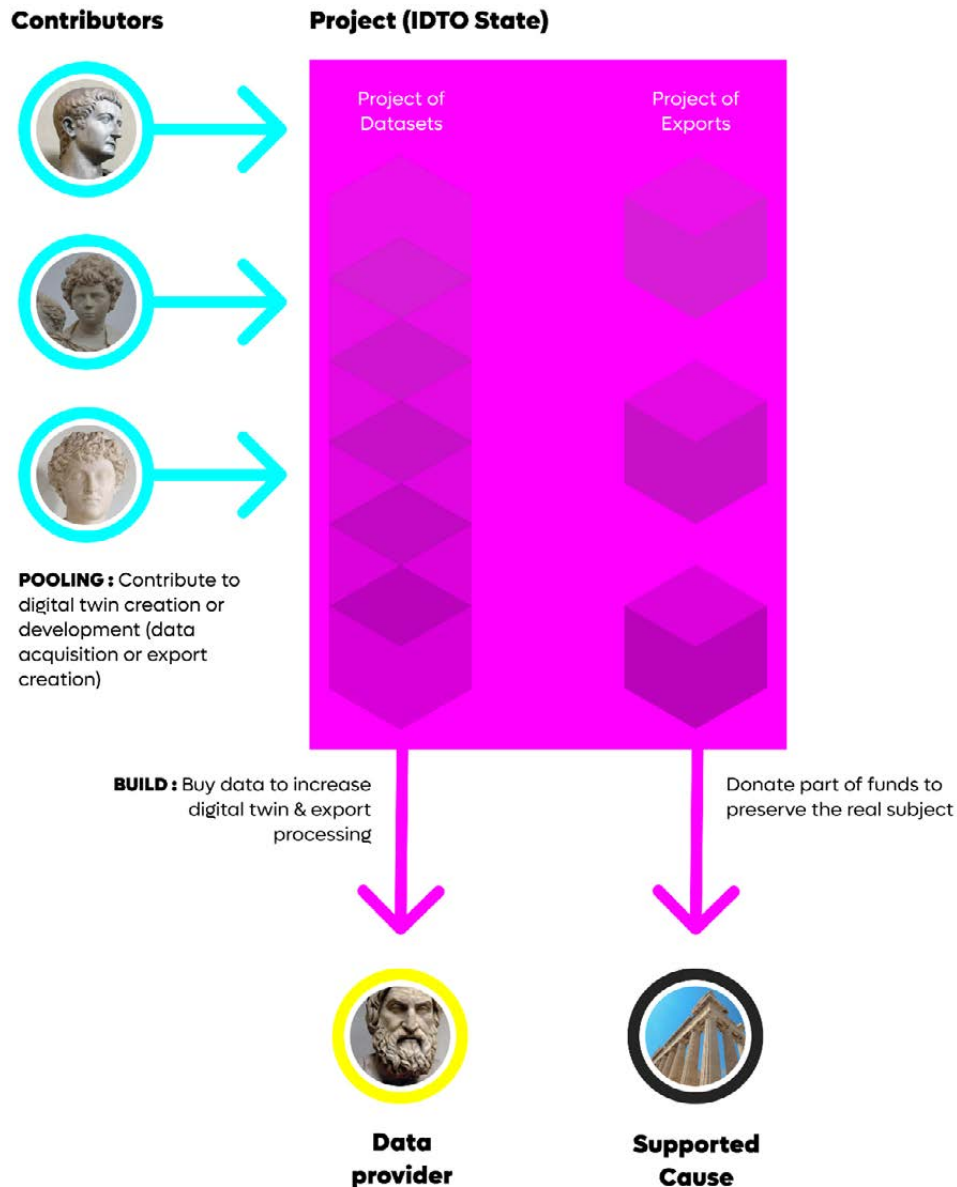 Contributors
Project (IDTO State)
Project of
Datasets
Project of
Exports
POOLING : Contribute to
digital twin creation or
development (data
acquisition or export
creation)
BUILD : Buy data to increase
digital twin & export
processing
Donate part of funds to
preserve the real subject
Data
provider
Supported
Cause